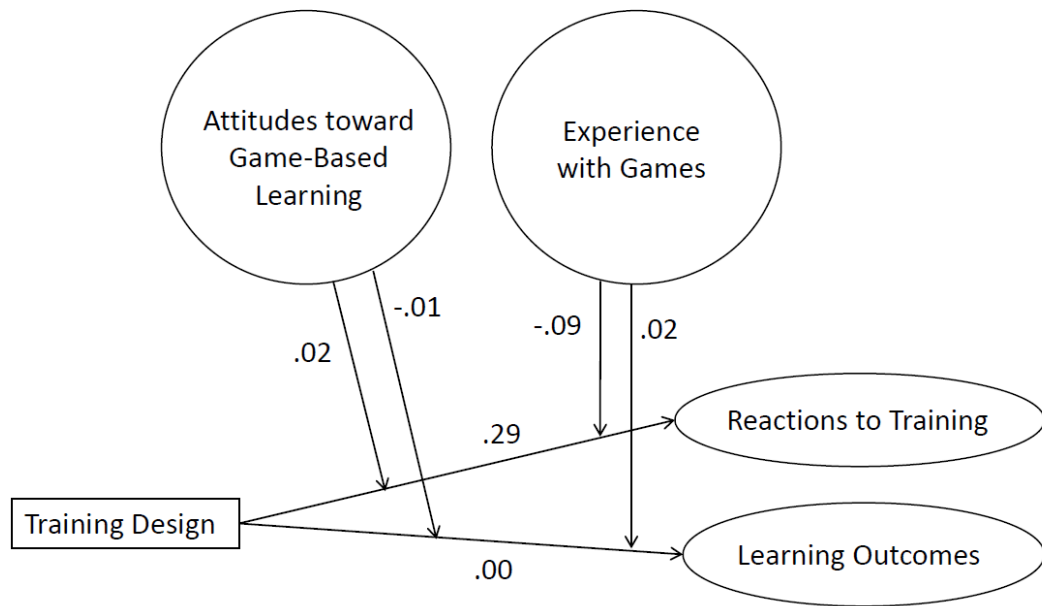 Attitudes toward
Game-Based
Learning
Experience
with Games
-.01
.02
-.09
.02
.29
Reactions to Training
Training Design
Learning Outcomes
.00